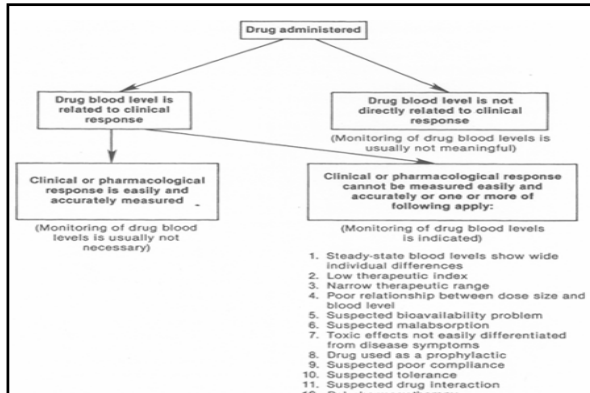 Drug administered
Drug blood level is
related to clinical
response
Drug blood level is not
directly related to clinical
response
(Monitoring of drug blood levels is
usually not meaningful)
Clinical or pharmacological
response is easily and
accurately measured
(Monitoring of drug blood
levels is usually not
necessary)
Clinical or pharmacological response
cannot be measured easily and
accurately or one or more of
following apply:
(Monitoring of drug blood levels
is indicated)
1. Steady-state blood levels show wide
individual differences
2. Low therapeutic index
3. Narrow therapeutic range
4. Poor relationship between dose size and
blood level
5. Suspected bioavailability problem
6. Suspected malabsorption
7. Toxic effects not easily differentiated
from disease symptoms
8. Drug used as a prophylactic
9. Suspected poor compliance
10. Suspected tolerance
11. Suspected drug interaction